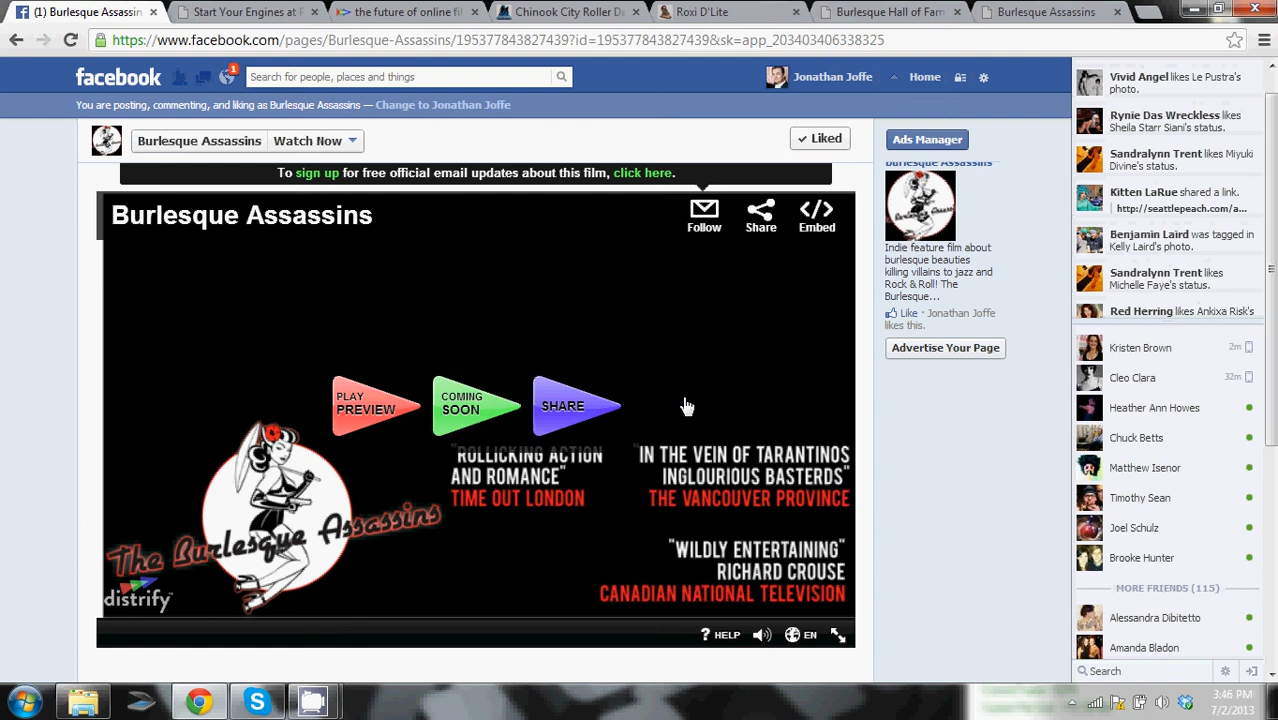 (1) Burlesque Assassin
Start Your Engines at R
the future of online fil
Chinook City Roller De
Roxi D'Lite
Burlesque Hall of Fam
Burlesque Assassins
https://www.facebook.com/pages/Burlesque-Assassins/195377843827439?id=195377843827439&sk=app_203403406338325
facebook
1
Search for people, places and things
Jonathan Joffe
Home
You are posting, commenting, and liking as Burlesque Assassins — Change to Jonathan Joffe
Burlesque Assassins
Watch Now
Liked
To sign up for free official email updates about this film, click here.
Burlesque Assassins
Follow
Share
Embed
PLAY
PREVIEW
COMING
SOON
SHARE
"ROLLICKING ACTION
AND ROMANCE"
TIME OUT LONDON
"IN THE VEIN OF TARANTINOS
INGLOURIOUS BASTERDS"
THE VANCOUVER PROVINCE
"WILDLY ENTERTAINING"
RICHARD CROUSE
CANADIAN NATIONAL TELEVISION
The Burlesque Assassins
distrify
? HELP
EN
Ads Manager
Burlesque Assassins
Indie feature film about
burlesque beauties
killing villains to jazz and
Rock & Roll! The
Burlesque...
Like · Jonathan Joffe
likes this.
Advertise Your Page
Vivid Angel likes Le Pustra's
photo.
Rynie Das Wreckless likes
Sheila Starr Siani's status.
Sandralynn Trent likes Miyuki
Divine's status.
Kitten LaRue shared a link.
http://seattlepeach.com/a...
Benjamin Laird was tagged in
Kelly Laird's photo.
Sandralynn Trent likes
Michelle Faye's status.
Red Herring likes Ankixa Risk's
Kristen Brown
2m
Cleo Clara
32m
Heather Ann Howes
Chuck Betts
Matthew Isenor
Timothy Sean
Joel Schulz
Brooke Hunter
MORE FRIENDS (115)
Alessandra Dibitetto
Amanda Bladon
Search
3:46 PM
7/2/2013